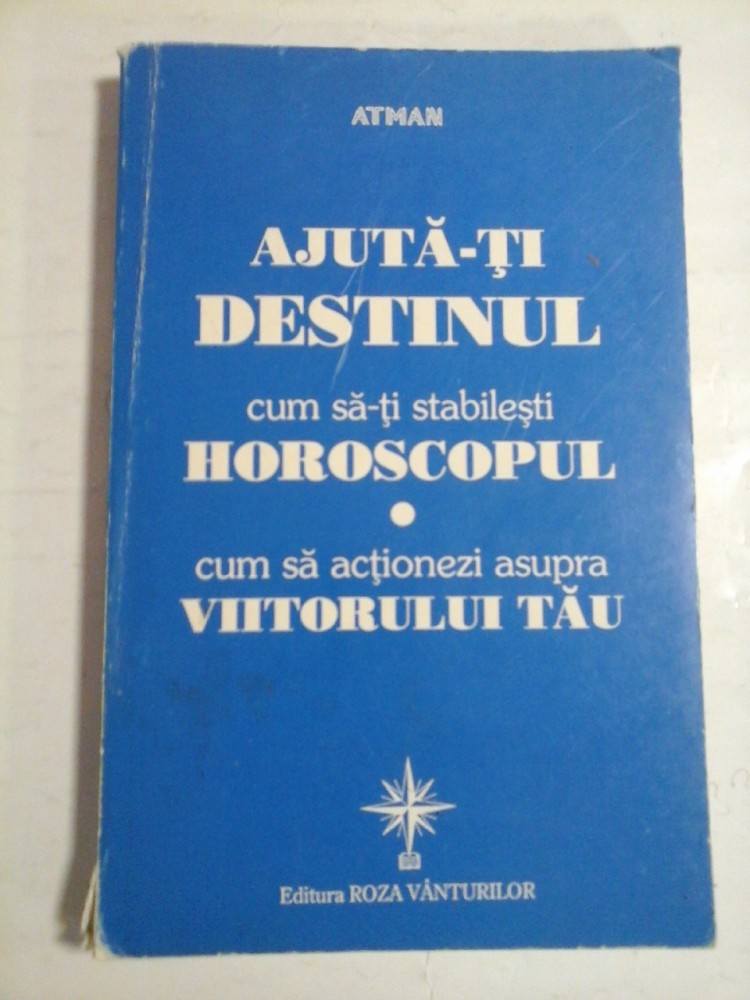 ATMAN
AJUTĂ-ŢI
DESTINUL
cum să-ţi stabileşti
HOROSCOPUL
•
cum să acţionezi asupra
VIITORULUI TĂU
Editura ROZA VÂNTURILOR